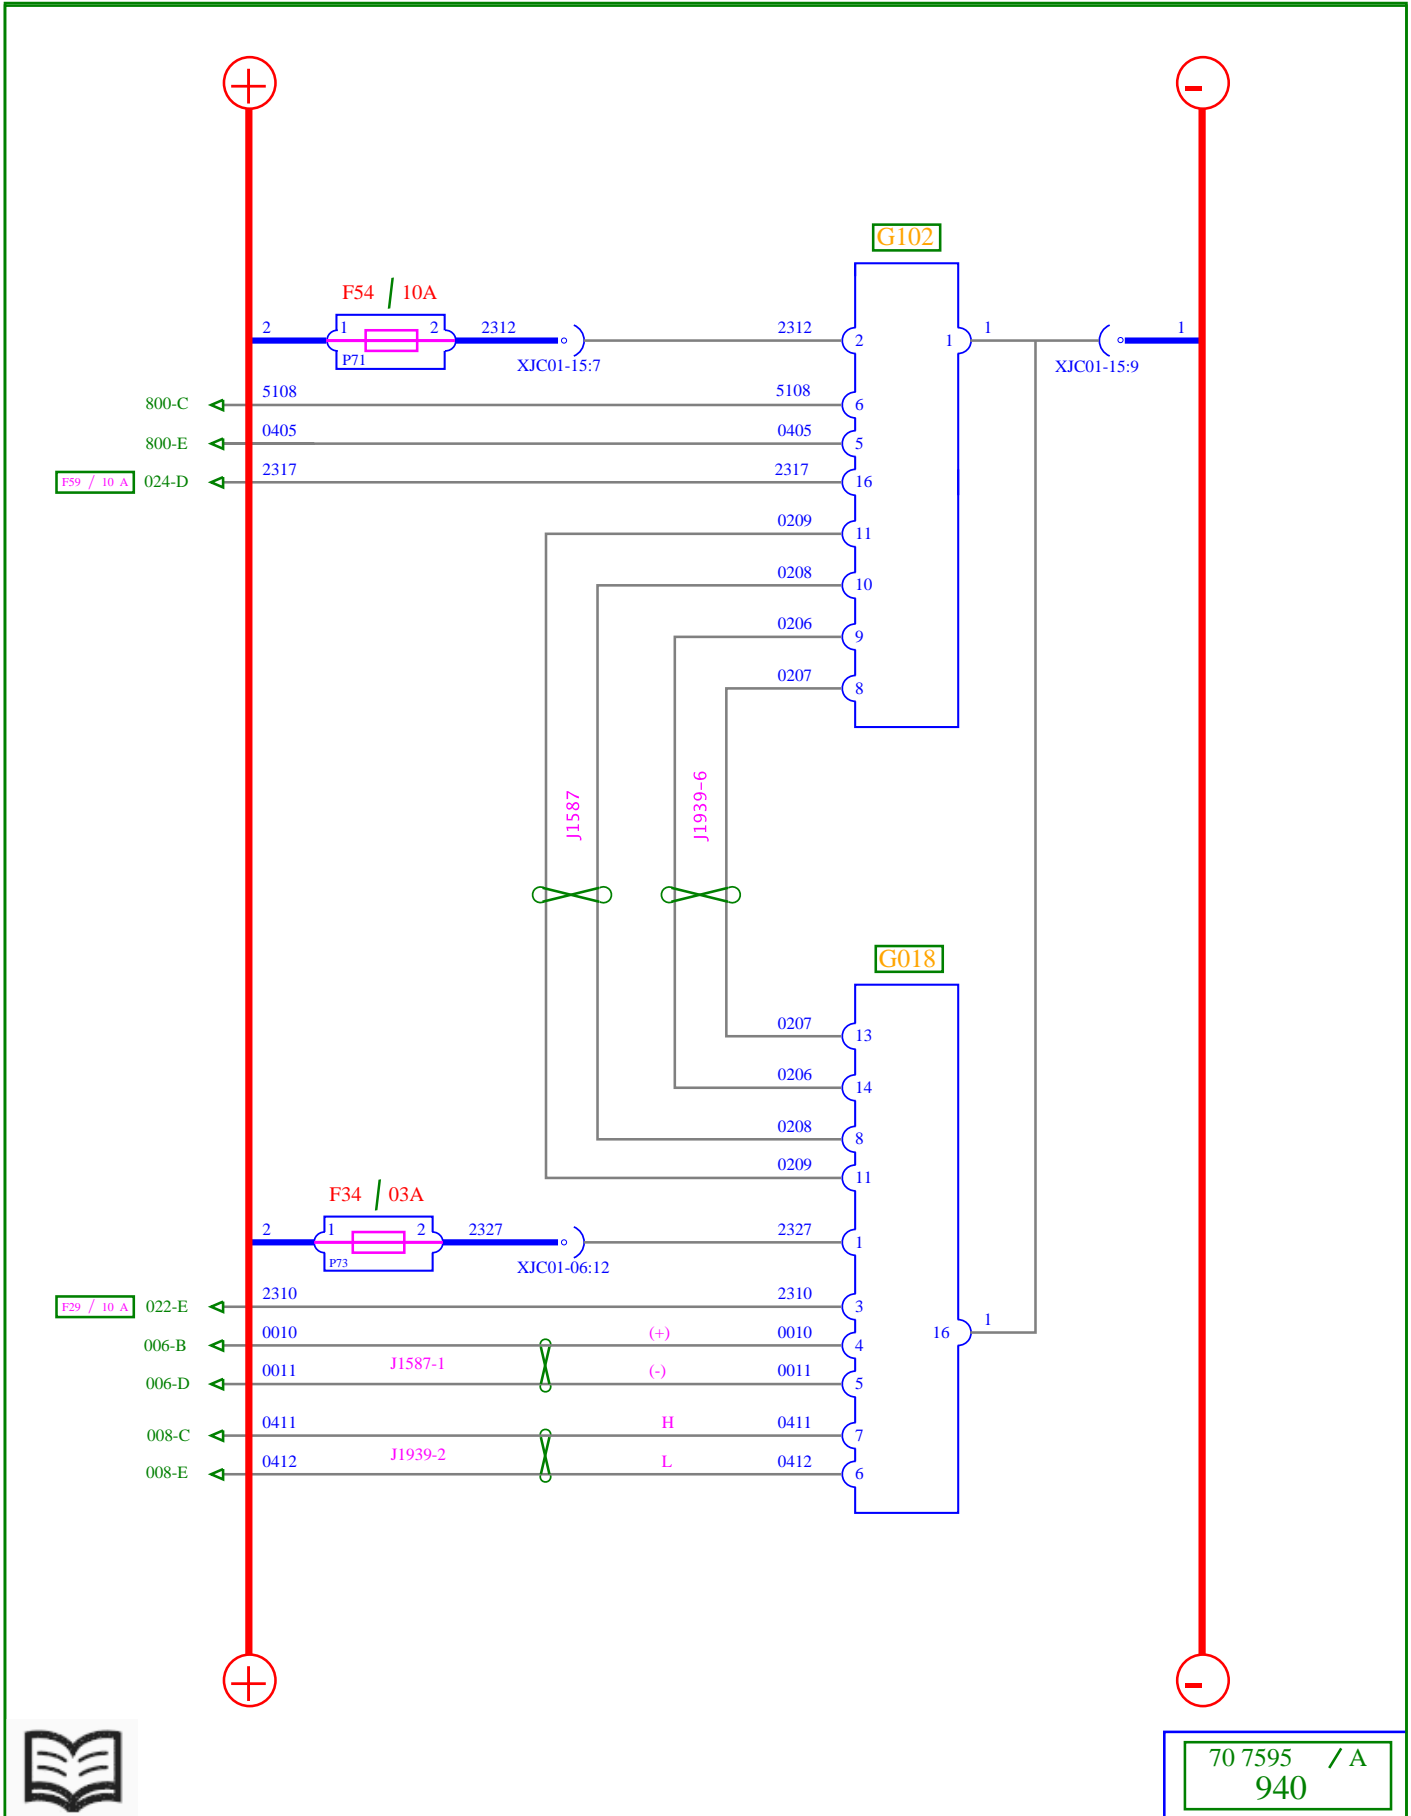 G102
F54 / 10A
2 1 2 2312 2312 2 1 1 1
P71 XJC01-15:7 XJC01-15:9
800-C 5108 5108 6
800-E 0405 0405 5
F59 / 10 A 024-D 2317 2317 16
0209 11
0208 10
0206 9
0207 8
J1587 J1939-6
G018
0207 13
0206 14
0208 8
0209 11
F34 / 03A
2 1 2 2327 2327 1
P73 XJC01-06:12
F29 / 10 A 022-E 2310 2310 3
006-B 0010 (+) 0010 4 16 1
J1587-1
006-D 0011 (-) 0011 5
008-C 0411 H 0411 7
J1939-2
008-E 0412 L 0412 6
70 7595 / A
940